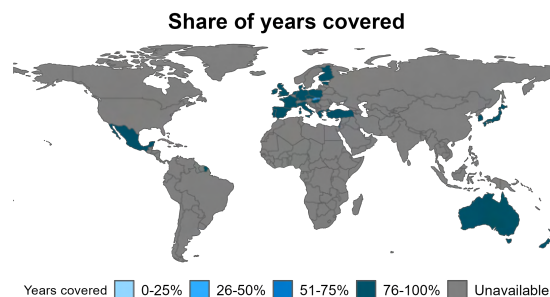 Share of years covered
Years covered 0-25% 26-50% 51-75% 76-100% Unavailable